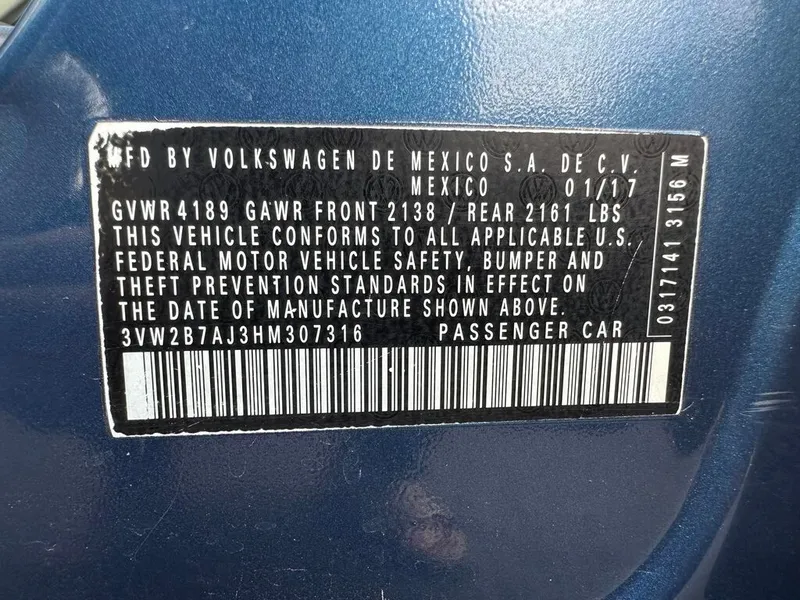 MFD BY VOLKSWAGEN DE MEXICO S.A. DE C.V.
MEXICO 01/17
GVWR 4189 GAWR FRONT 2138 / REAR 2161 LBS
THIS VEHICLE CONFORMS TO ALL APPLICABLE U.S.
FEDERAL MOTOR VEHICLE SAFETY, BUMPER AND
THEFT PREVENTION STANDARDS IN EFFECT ON
THE DATE OF MANUFACTURE SHOWN ABOVE.
3VW2B7AJ3HM307316 PASSENGER CAR
0317141 3156 M